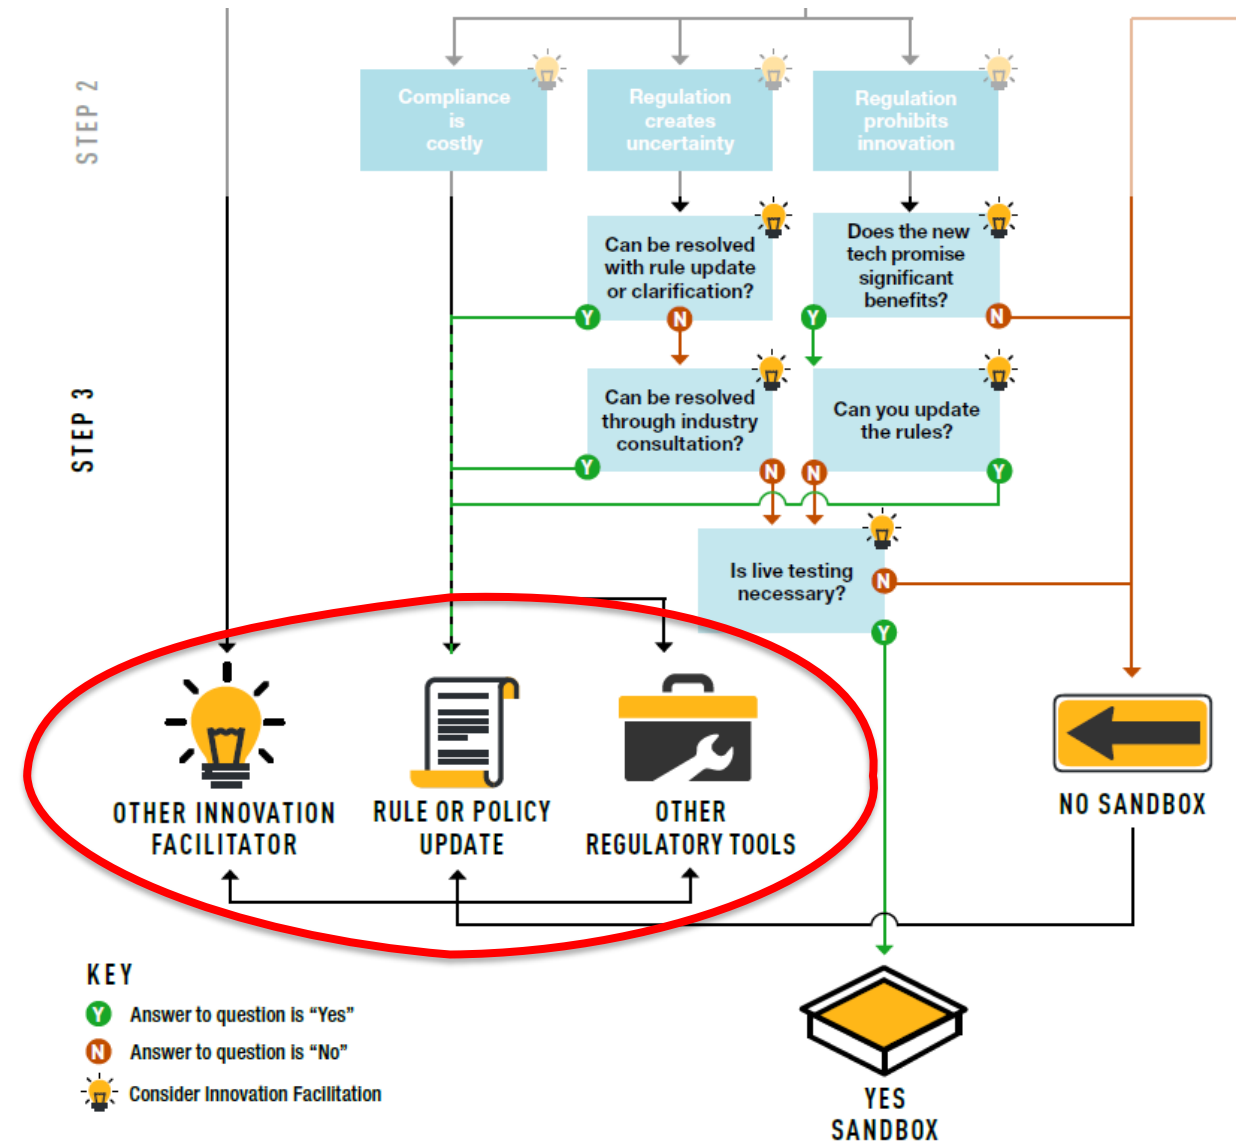 STEP 2
Compliance
is
costly
Regulation
creates
uncertainty
Regulation
prohibits
innovation
STEP 3
Can be resolved
with rule update
or clarification?
Y
N
Does the new
tech promise
significant
benefits?
Y
N
Can be resolved
through industry
consultation?
Y
N
Can you update
the rules?
N
Y
Is live testing
necessary?
N
Y
OTHER INNOVATION
FACILITATOR
RULE OR POLICY
UPDATE
OTHER
REGULATORY TOOLS
NO SANDBOX
YES
SANDBOX
KEY
Y Answer to question is “Yes”
N Answer to question is “No”
Consider Innovation Facilitation